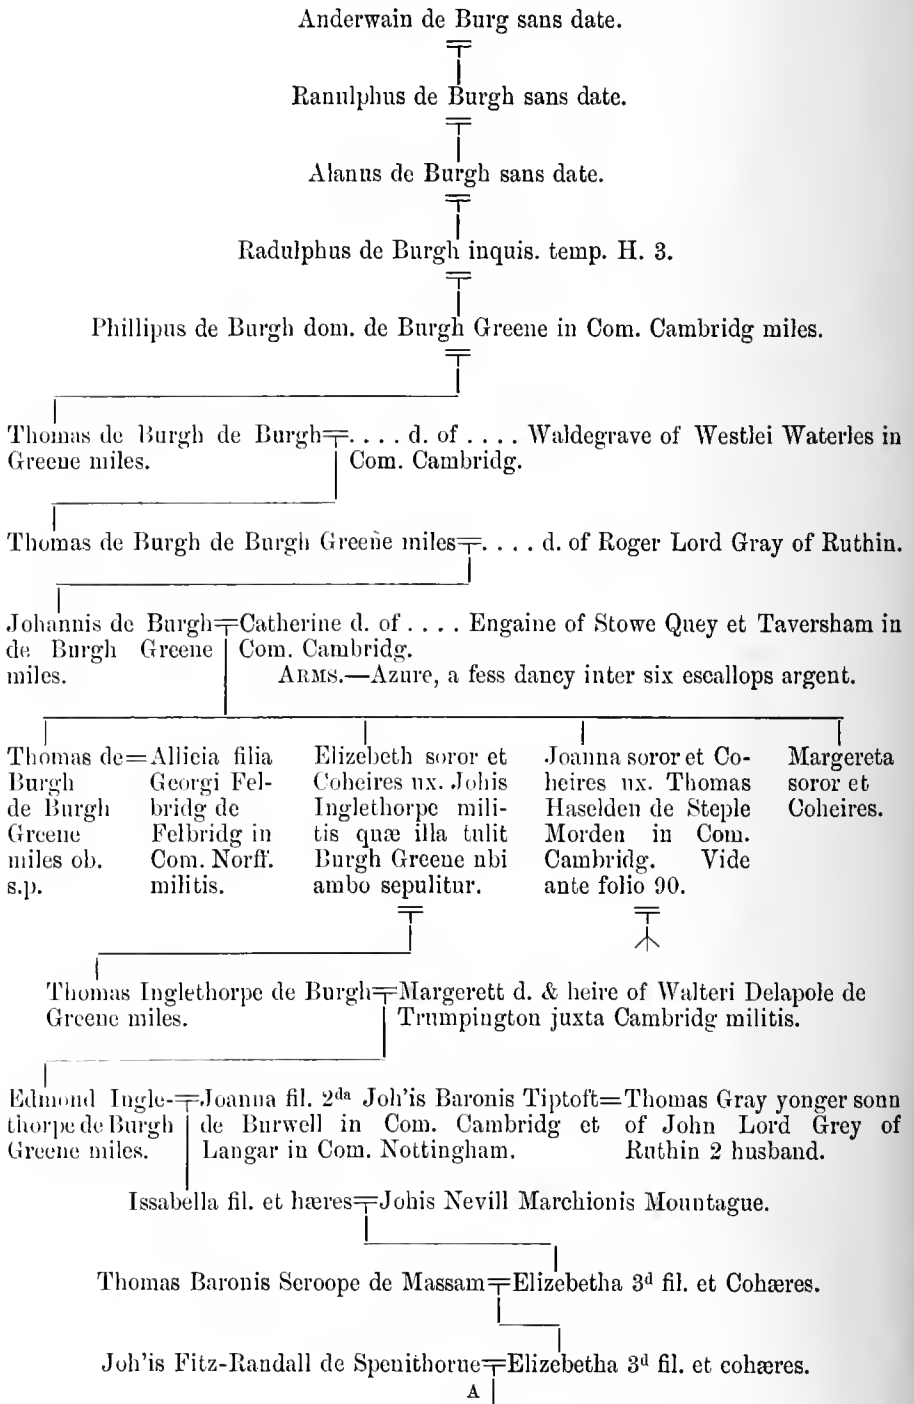 Anderwain de Burg sans date.
Ranulphus de Burgh sans date.
Alanus de Burgh sans date.
Radulphus de Burgh inquis. temp. H. 3.
Phillipus de Burgh dom. de Burgh Greene in Com. Cambridg miles.
Thomas de Burgh de Burgh=. . . . d. of . . . . Waldegrave of Westlei Waterles in
Greene miles.
Com. Cambridg.
Thomas de Burgh de Burgh Greene miles=. . . . d. of Roger Lord Gray of Ruthin.
Johannis de Burgh=Catherine d. of . . . . Engaine of Stowe Quey et Taversham in
de Burgh Greene
miles.
Com. Cambridg.
ARMS.—Azure, a fess dancy inter six escallops argent.
Thomas de=
Burgh
de Burgh
Greene
miles ob.
s.p.
Allicia filia
Georgi Fel-
bridg de
Felbridg in
Com. Norff.
militis.
Elizebeth soror et
Coheires ux. Johis
Inglethorpe mili-
tis quæ illa tulit
Burgh Greene ubi
ambo sepulitur.
Joanna soror et Co-
heires ux. Thomas
Haselden de Steple
Morden in Com.
Cambridg. Vide
ante folio 90.
Margereta
soror et
Coheires.
Thomas Inglethorpe de Burgh=Margerett d. & heire of Walteri Delapole de
Greene miles.
Trumpington juxta Cambridg militis.
Edmond Ingle-=
thorpe de Burgh
Greene miles.
Joanna fil. 2da Joh'is Baronis Tiptoft=
de Burwell in Com. Cambridg et
Langar in Com. Nottingham.
Thomas Gray yonger sonn
of John Lord Grey of
Ruthin 2 husband.
Issabella fil. et hæres=Johis Nevill Marchionis Mountague.
Thomas Baronis Scroope de Massam=Elizebetha 3d fil. et Cohæres.
Joh'is Fitz-Randall de Spenithorne=Elizebetha 3d fil. et cohæres.
A